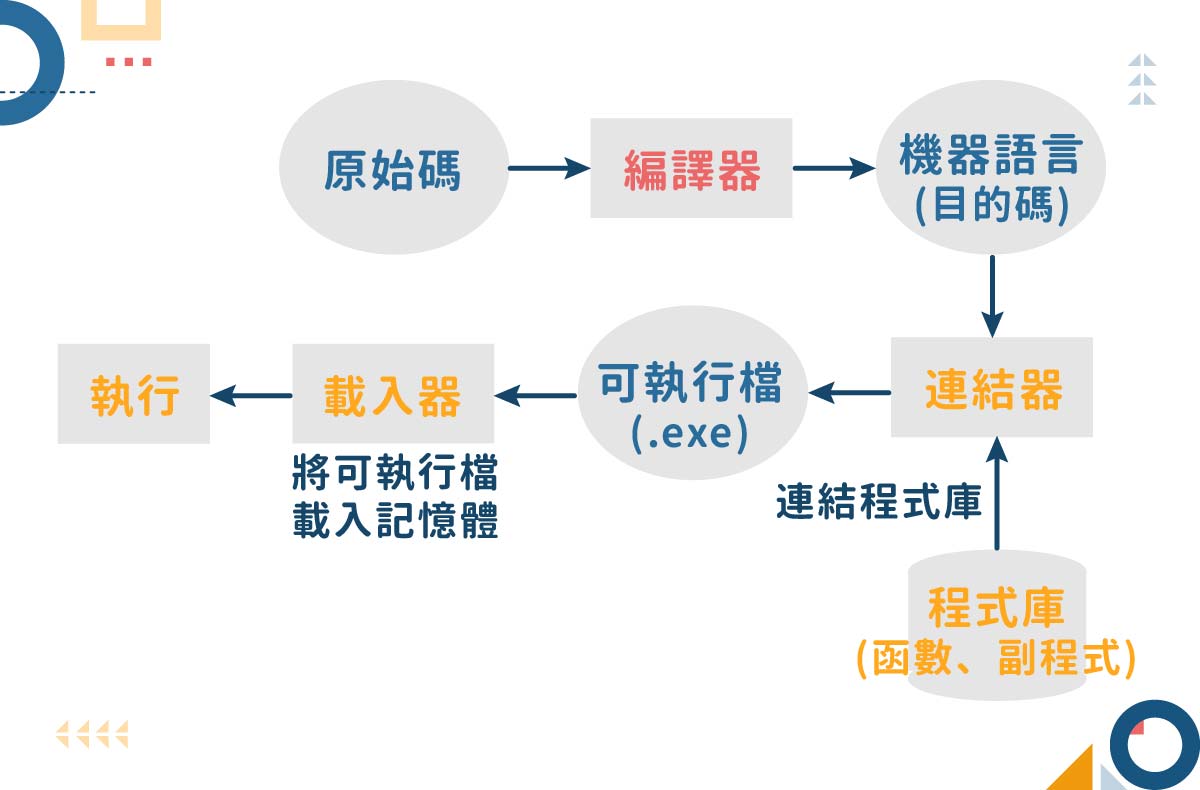 原始碼
編譯器
機器語言
(目的碼)
執行
載入器
可執行檔
(.exe)
連結器
將可執行檔
載入記憶體
連結程式庫
程式庫
(函數、副程式)